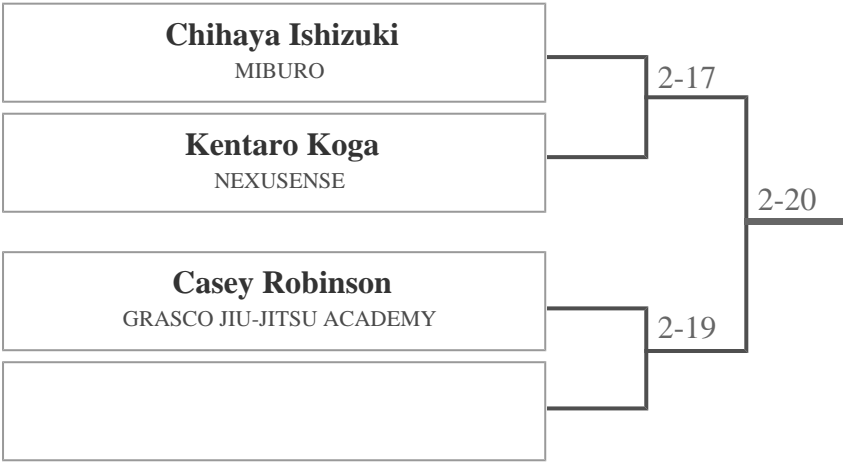 Chihaya Ishizuki
MIBURO
2-17
Kentaro Koga
NEXUSENSE
2-20
Casey Robinson
GRASCO JIU-JITSU ACADEMY
2-19